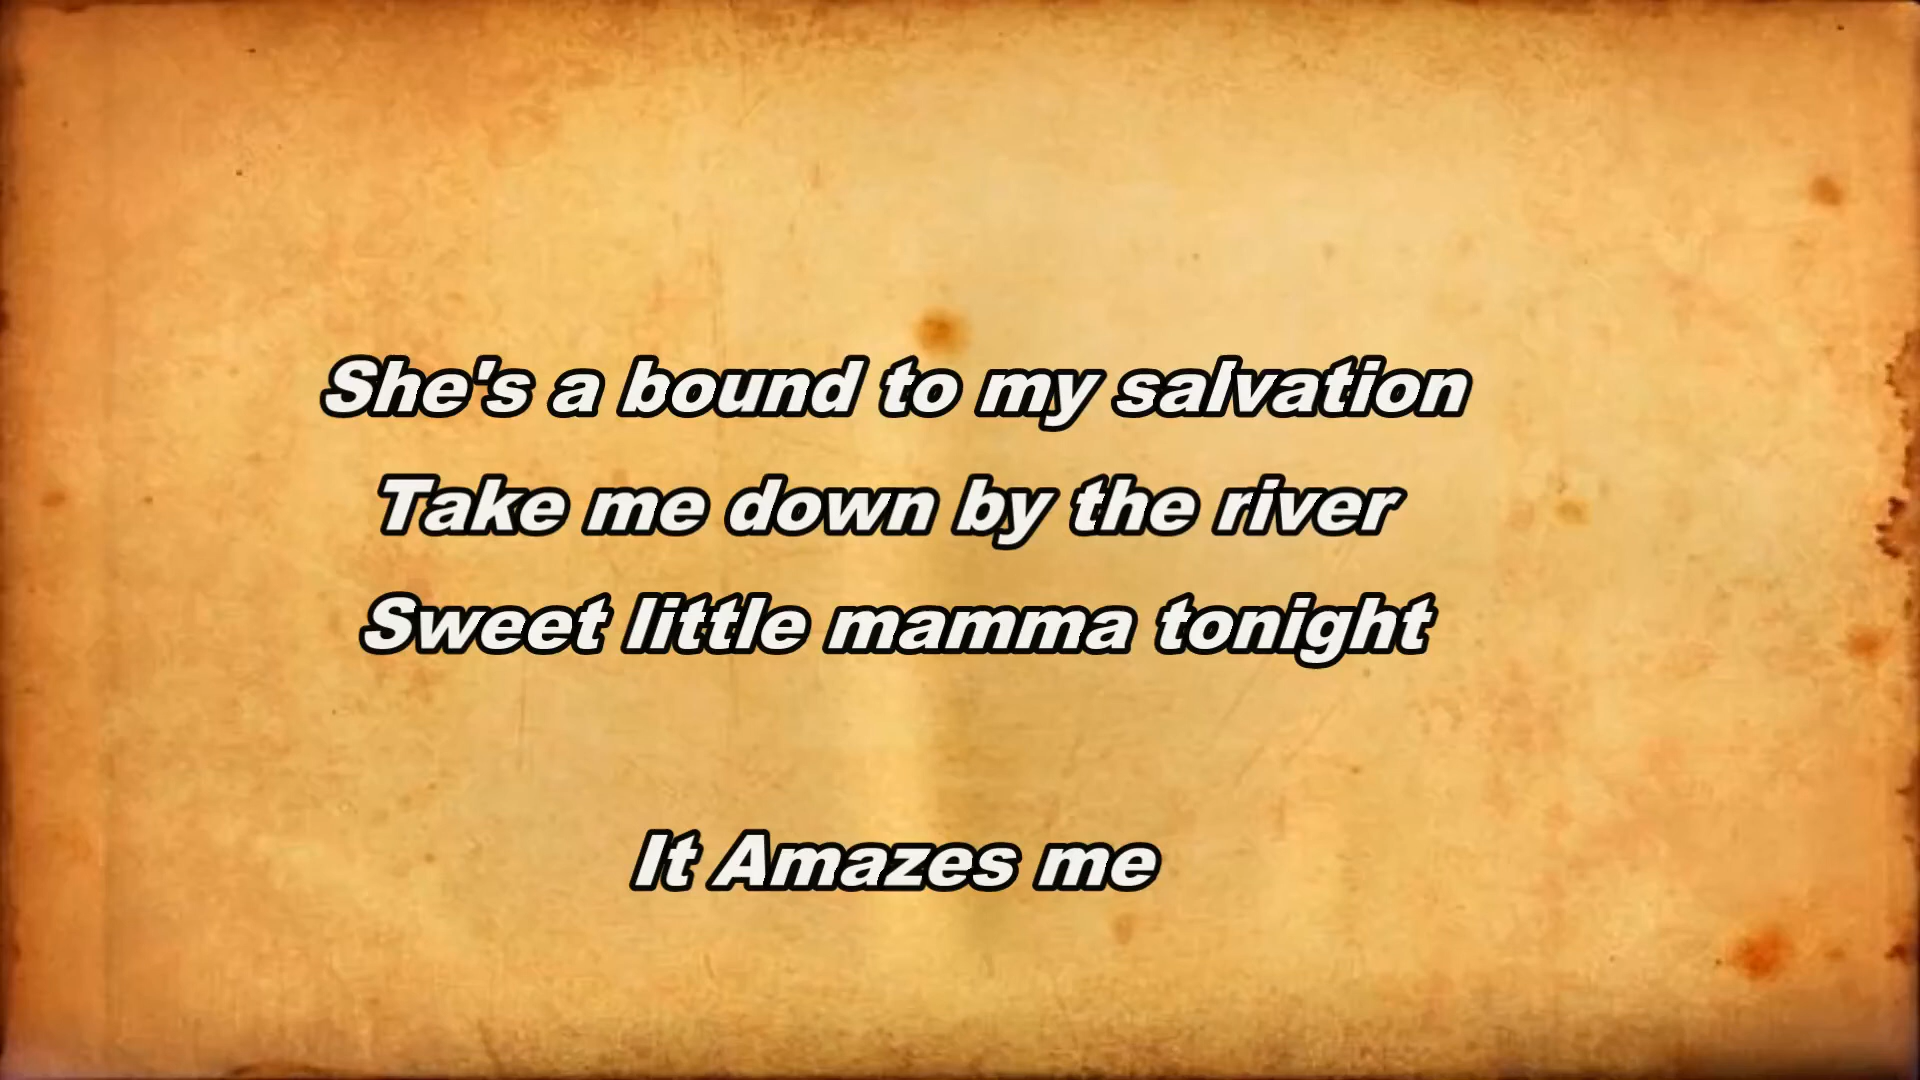 She's a bound to my salvation
Take me down by the river
Sweet little mamma tonight
It Amazes me